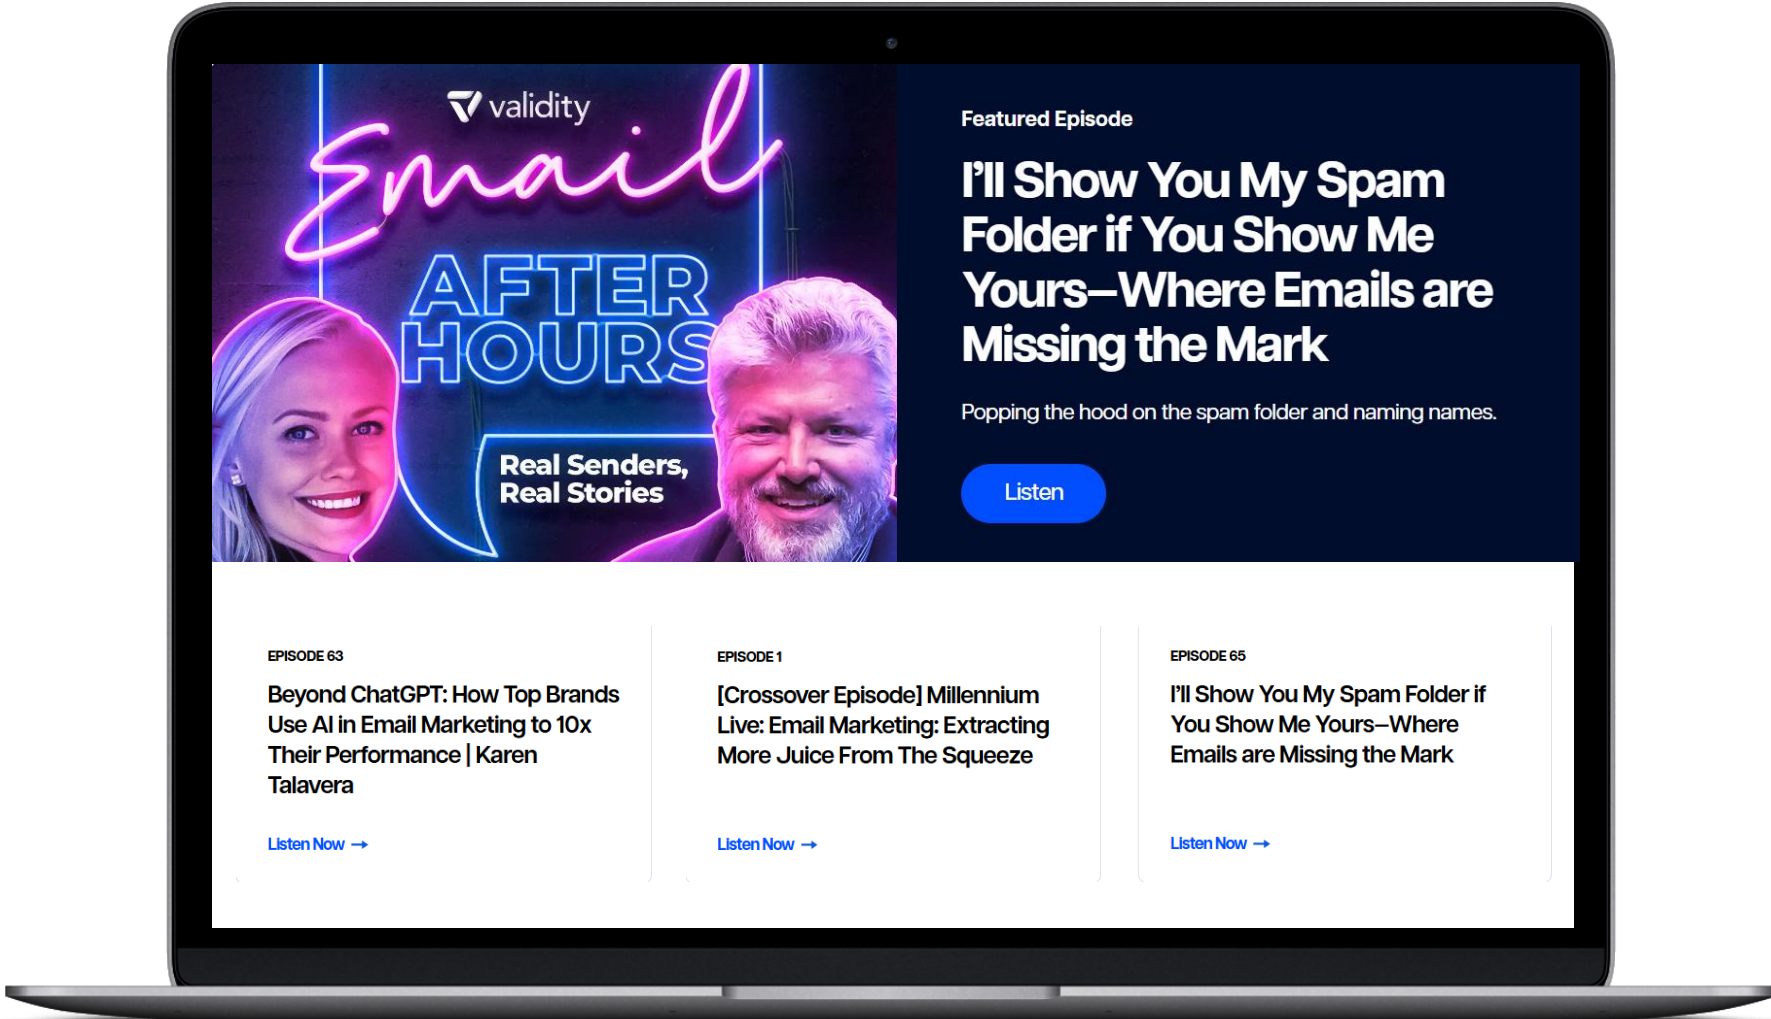 validity
Email
AFTER
HOURS
Real Senders,
Real Stories
Featured Episode
I’ll Show You My Spam
Folder if You Show Me
Yours—Where Emails are
Missing the Mark
Popping the hood on the spam folder and naming names.
Listen
EPISODE 63
Beyond ChatGPT: How Top Brands
Use AI in Email Marketing to 10x
Their Performance | Karen
Talavera
Listen Now →
EPISODE 1
[Crossover Episode] Millennium
Live: Email Marketing: Extracting
More Juice From The Squeeze
Listen Now →
EPISODE 65
I’ll Show You My Spam Folder if
You Show Me Yours—Where
Emails are Missing the Mark
Listen Now →